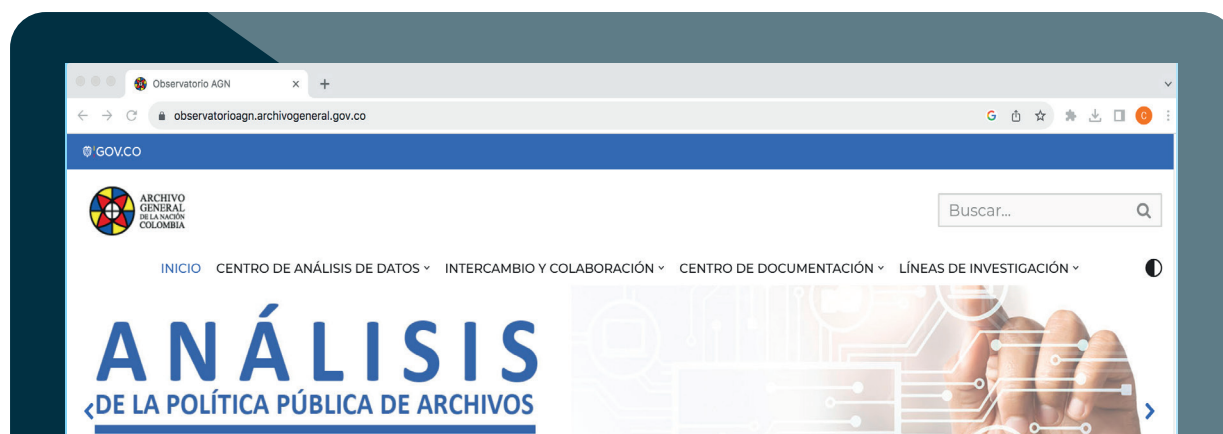 Observatorio AGN
observatorioagn.archivogeneral.gov.co
G
C
GOV.CO
ARCHIVO
GENERAL
DE LA NACIÓN
COLOMBIA
Buscar...
INICIO CENTRO DE ANÁLISIS DE DATOS INTERCAMBIO Y COLABORACIÓN CENTRO DE DOCUMENTACIÓN LÍNEAS DE INVESTIGACIÓN
ANÁLISIS
DE LA POLÍTICA PÚBLICA DE ARCHIVOS